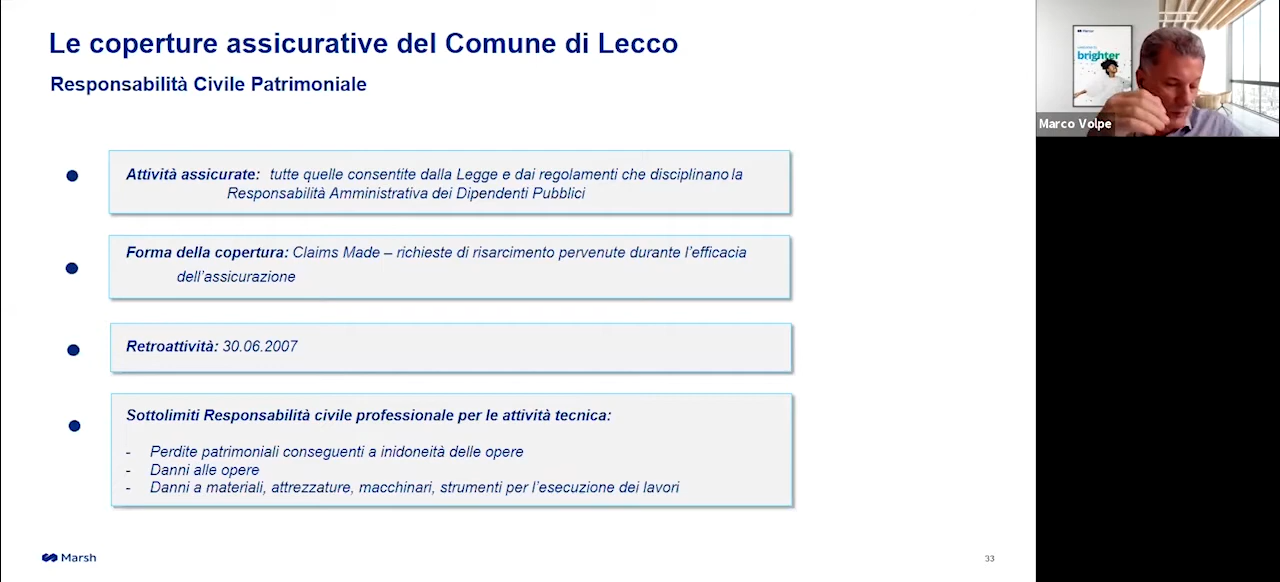 Le coperture assicurative del Comune di Lecco
Responsabilità Civile Patrimoniale
Attività assicurate: tutte quelle consentite dalla Legge e dai regolamenti che disciplinano la
Responsabilità Amministrativa dei Dipendenti Pubblici
Forma della copertura: Claims Made – richieste di risarcimento pervenute durante l'efficacia
dell'assicurazione
Retroattività: 30.06.2007
Sottolimiti Responsabilità civile professionale per le attività tecnica:
- Perdite patrimoniali conseguenti a inidoneità delle opere
- Danni alle opere
- Danni a materiali, attrezzature, macchinari, strumenti per l'esecuzione dei lavori
Marsh
33
brighter
Marco Volpe